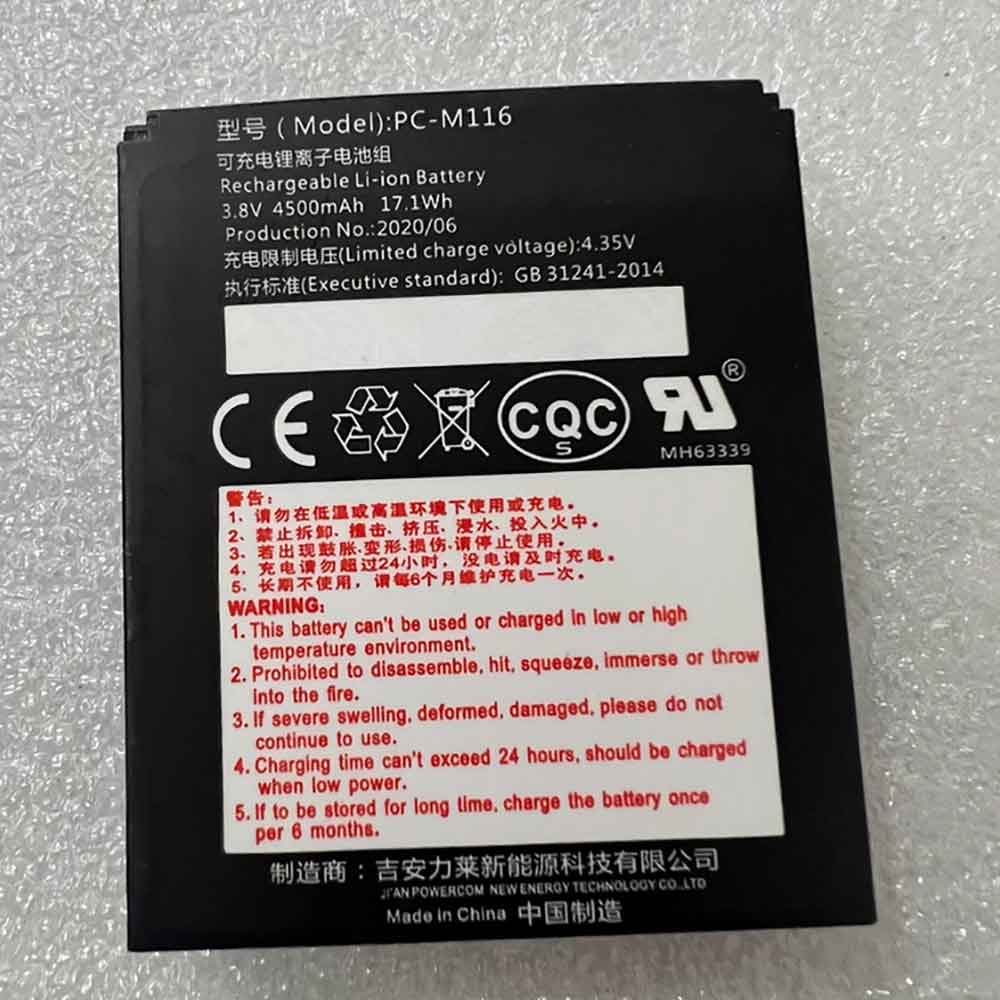 型号 ( Model):PC-M116
可充电锂离子电池组
Rechargeable Li-ion Battery
3.8V 4500mAh 17.1Wh
Production No.:2020/06
充电限制电压(Limited charge voltage):4.35V
执行标准(Executive standard): GB 31241-2014
CE CQC S RU ®
MH63339
警告:
1、请勿在低温或高温环境下使用或充电。
2、禁止拆卸、撞击、挤压、浸水、投入火中。
3、若出现鼓胀、变形、损伤、请停止使用。
4、充电请勿超过24小时，没电请及时充电。
5、长期不使用，请每6个月维护充电一次。
WARNING:
1. This battery can't be used or charged in low or high
temperature environment.
2. Prohibited to disassemble, hit, squeeze, immerse or throw
into the fire.
3. If severe swelling, deformed, damaged, please do not
continue to use.
4. Charging time can't exceed 24 hours, should be charged
when low power.
5. If to be stored for long time, charge the battery once
per 6 months.
制造商：吉安力莱新能源科技有限公司
JI'AN POWERCOM NEW ENERGY TECHNOLOGY CO.,LTD
Made in China 中国制造